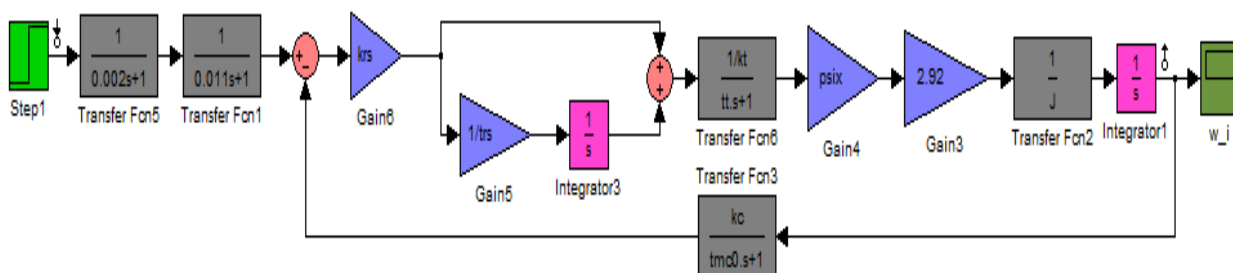 Step1
1
0.002s+1
Transfer Fcn5
1
0.011s+1
Transfer Fcn1
+
−
krs
Gain6
1/trs
Gain5
1
s
Integrator3
+
+
1/kt
tt.s+1
Transfer Fcn6
psix
Gain4
2.92
Gain3
1
J
Transfer Fcn2
1
s
Integrator1
w_i
Transfer Fcn3
kc
tmc0.s+1